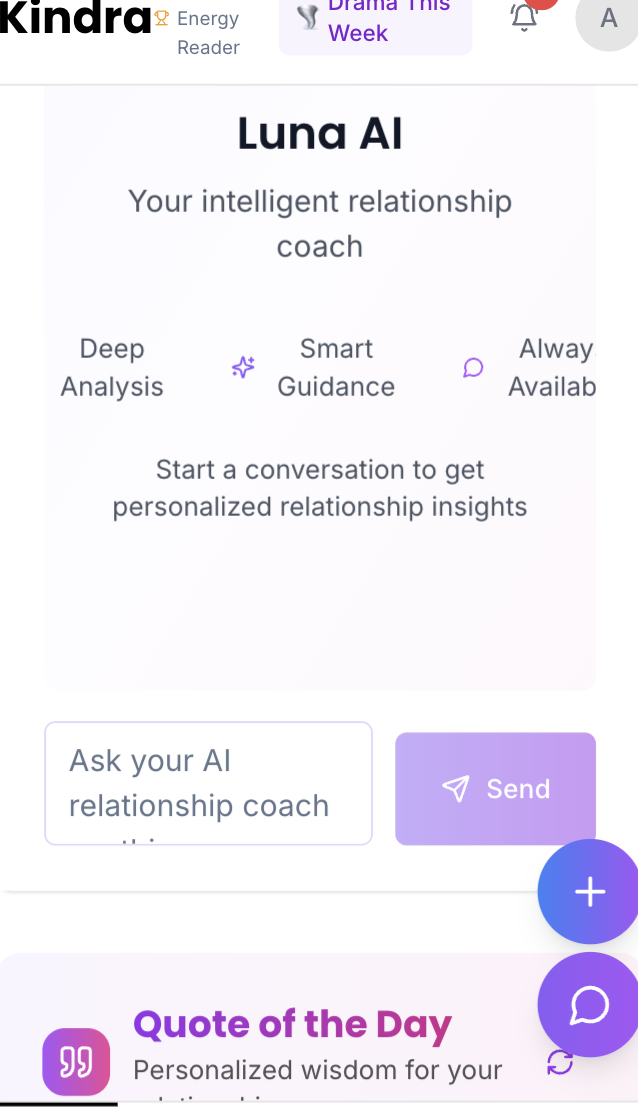 Kindra
Energy
Reader
Drama This
Week
A
Luna AI
Your intelligent relationship
coach
Deep
Analysis
Smart
Guidance
Alway
Availab
Start a conversation to get
personalized relationship insights
Ask your AI
relationship coach
Send
Quote of the Day
Personalized wisdom for your